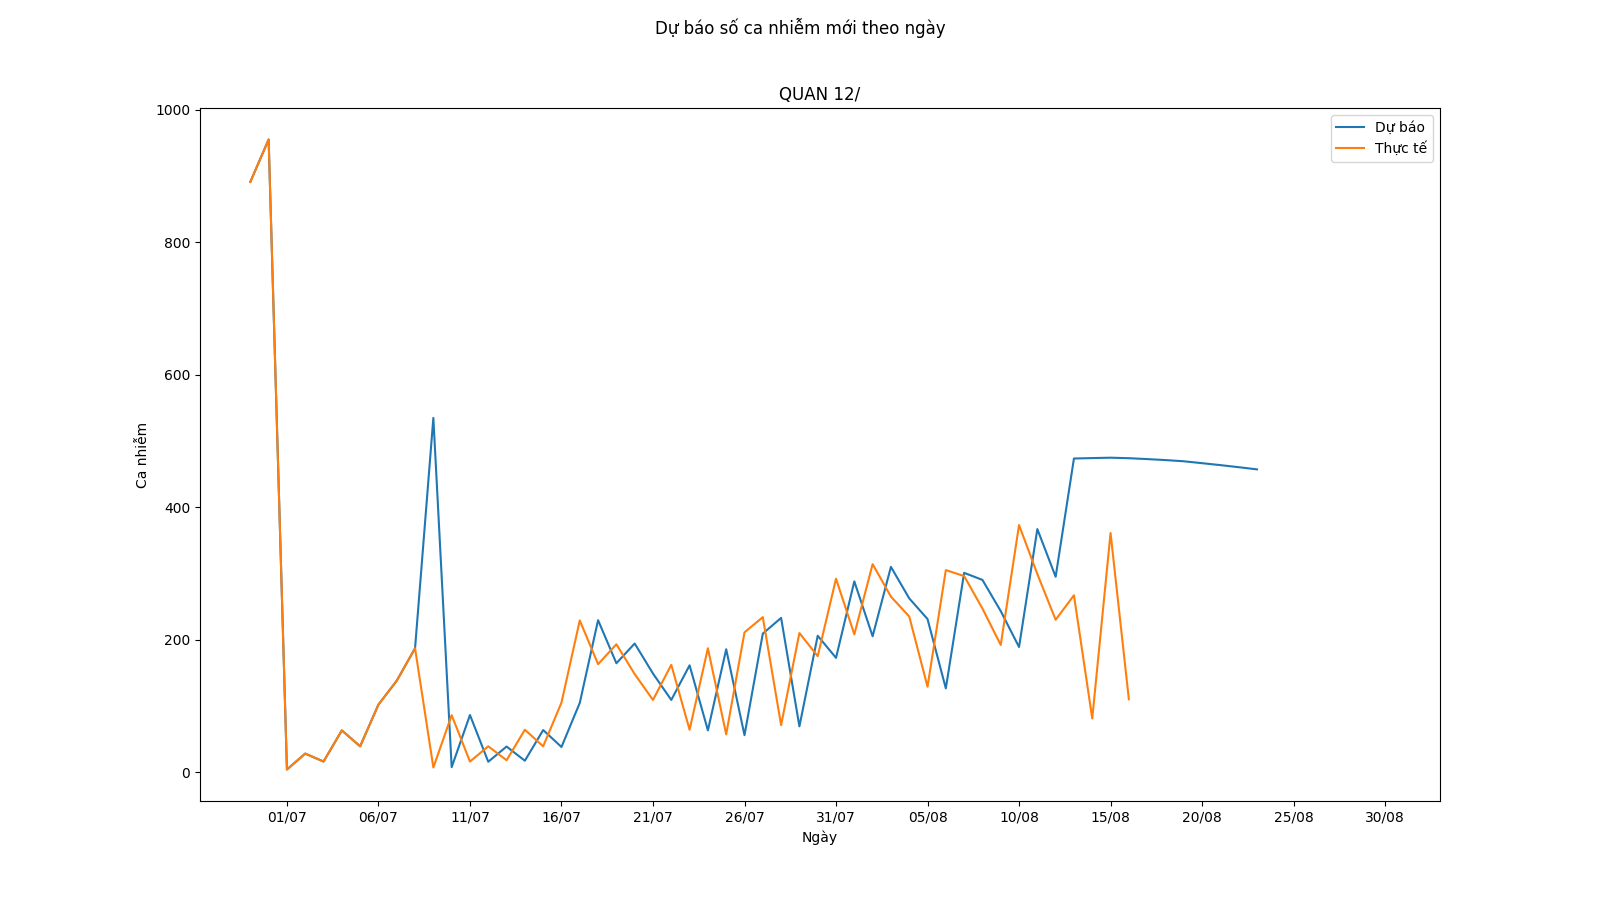 Dự báo số ca nhiễm mới theo ngày
QUAN 12/
1000
800
600
400
200
0
Ca nhiễm
Dự báo
Thực tế
01/07 06/07 11/07 16/07 21/07 26/07 31/07 05/08 10/08 15/08 20/08 25/08 30/08
Ngày